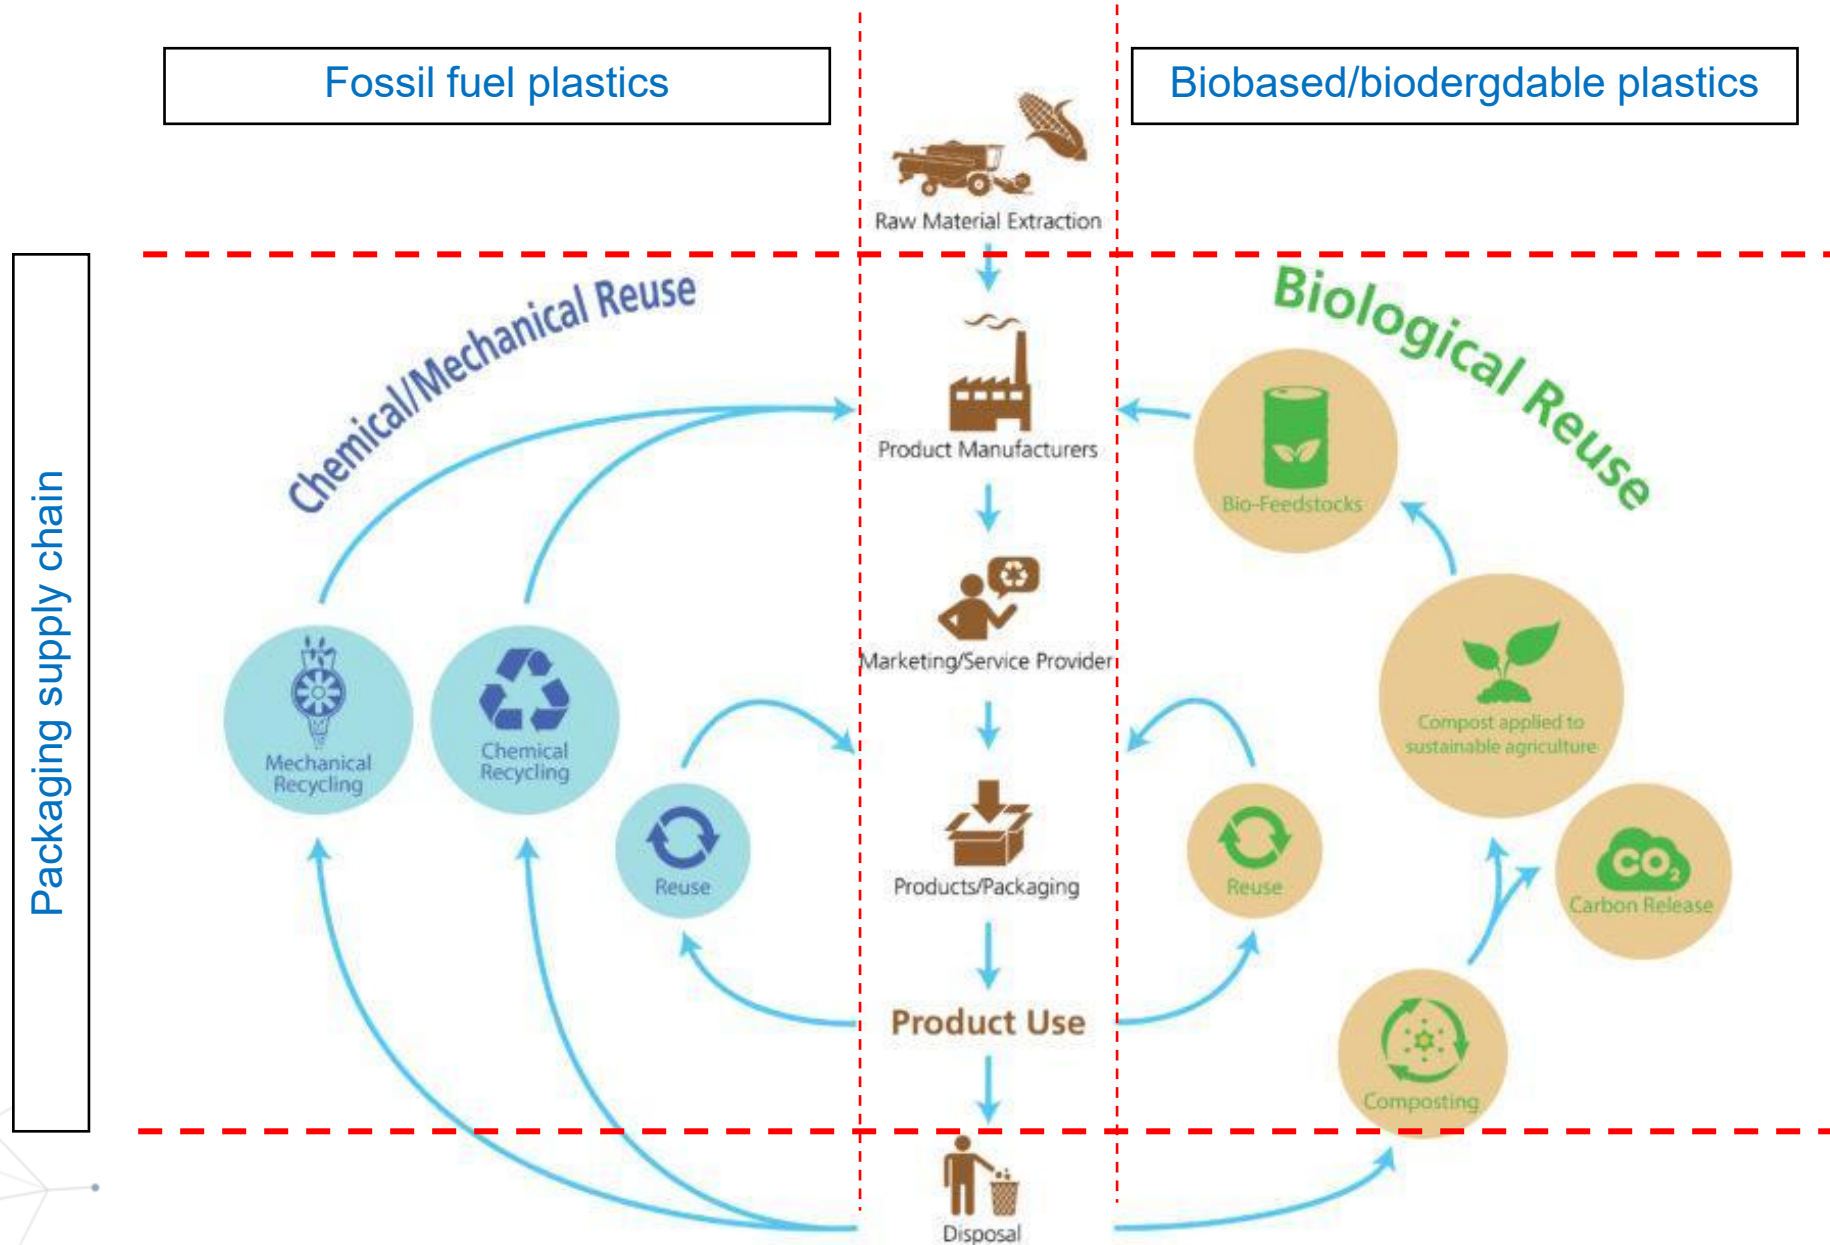 Fossil fuel plastics
Biobased/biodergdable plastics
Raw Material Extraction
Packaging supply chain
Chemical/Mechanical Reuse
Biological Reuse
Product Manufacturers
Bio-Feedstocks
Marketing/Service Provider
Mechanical
Recycling
Chemical
Recycling
Compost applied to
sustainable agriculture
Reuse
Products/Packaging
Reuse
CO2
Carbon Release
Product Use
Composting
Disposal